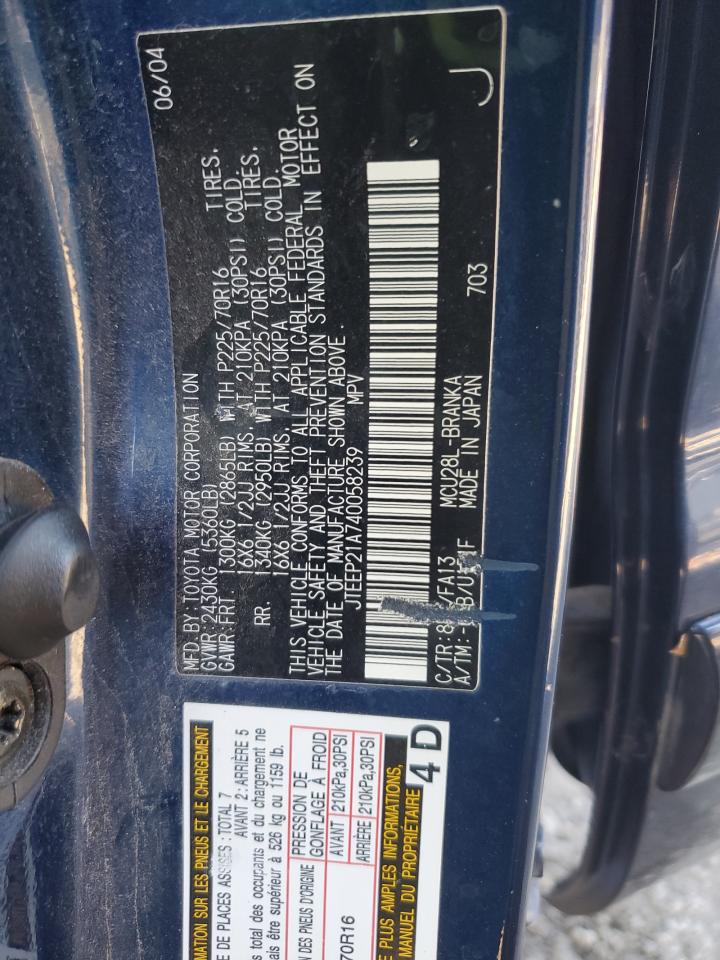 06/04
MFD.BY:TOYOTA MOTOR CORPORATION
GVWR:2430KG (5360LB)
GAWR:FRT. 1300KG (2865LB) WITH P225/70R16 TIRES.
16X6 1/2JJ RIMS, AT 210KPA (30PSI) COLD.
RR. 1340KG (2950LB) WITH P225/70R16 TIRES.
16X6 1/2JJ RIMS, AT 210KPA (30PSI) COLD.
THIS VEHICLE CONFORMS TO ALL APPLICABLE FEDERAL MOTOR
VEHICLE SAFETY AND THEFT PREVENTION STANDARDS IN EFFECT ON
THE DATE OF MANUFACTURE SHOWN ABOVE.
JTEEP21A740058239 MPV
C/TR: /FA13 MCU28L-BRANKA
A/TM: MADE IN JAPAN 703
J
MATION SUR LES PNEUS ET LE CHARGEMENT
E DE PLACES ASSISES : TOTAL 7
AVANT 2: ARRIÈRE 5
s total des occupants et du chargement ne
mais être supérieur à 526 kg ou 1159 lb.
ION DES PNEUS D'ORIGINE
PRESSION DE
GONFLAGE À FROID
AVANT 210kPa,30PSI
70R16
ARRIÈRE 210kPa,30PSI
E PLUS AMPLES INFORMATIONS,
MANUEL DU PROPRIÉTAIRE
4D